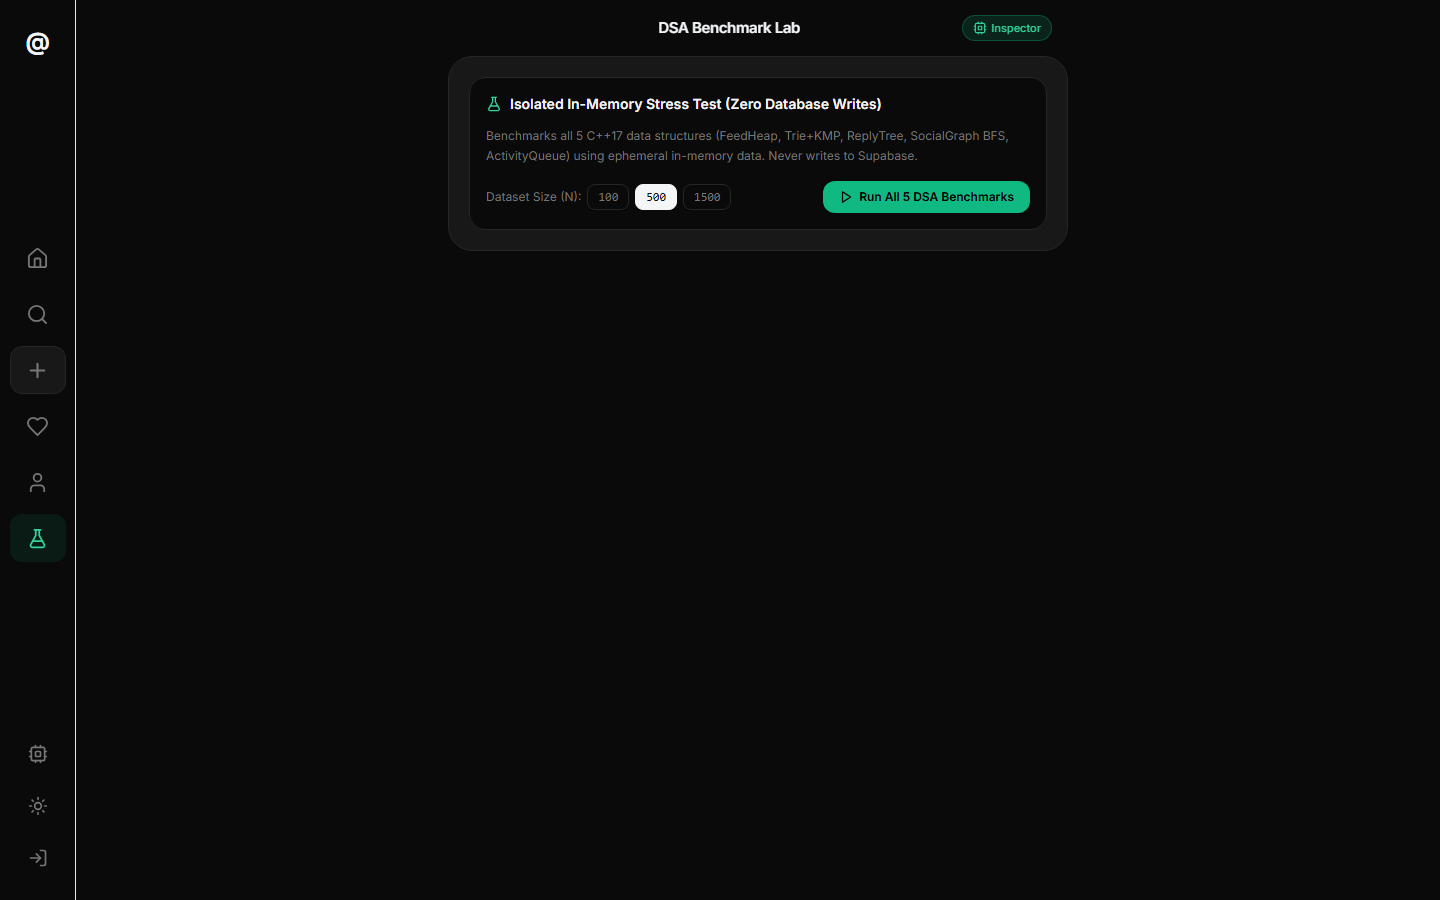 @
DSA Benchmark Lab
Inspector
Isolated In-Memory Stress Test (Zero Database Writes)
Benchmarks all 5 C++17 data structures (FeedHeap, Trie+KMP, ReplyTree, SocialGraph BFS,
ActivityQueue) using ephemeral in-memory data. Never writes to Supabase.
Dataset Size (N): 100 500 1500
Run All 5 DSA Benchmarks